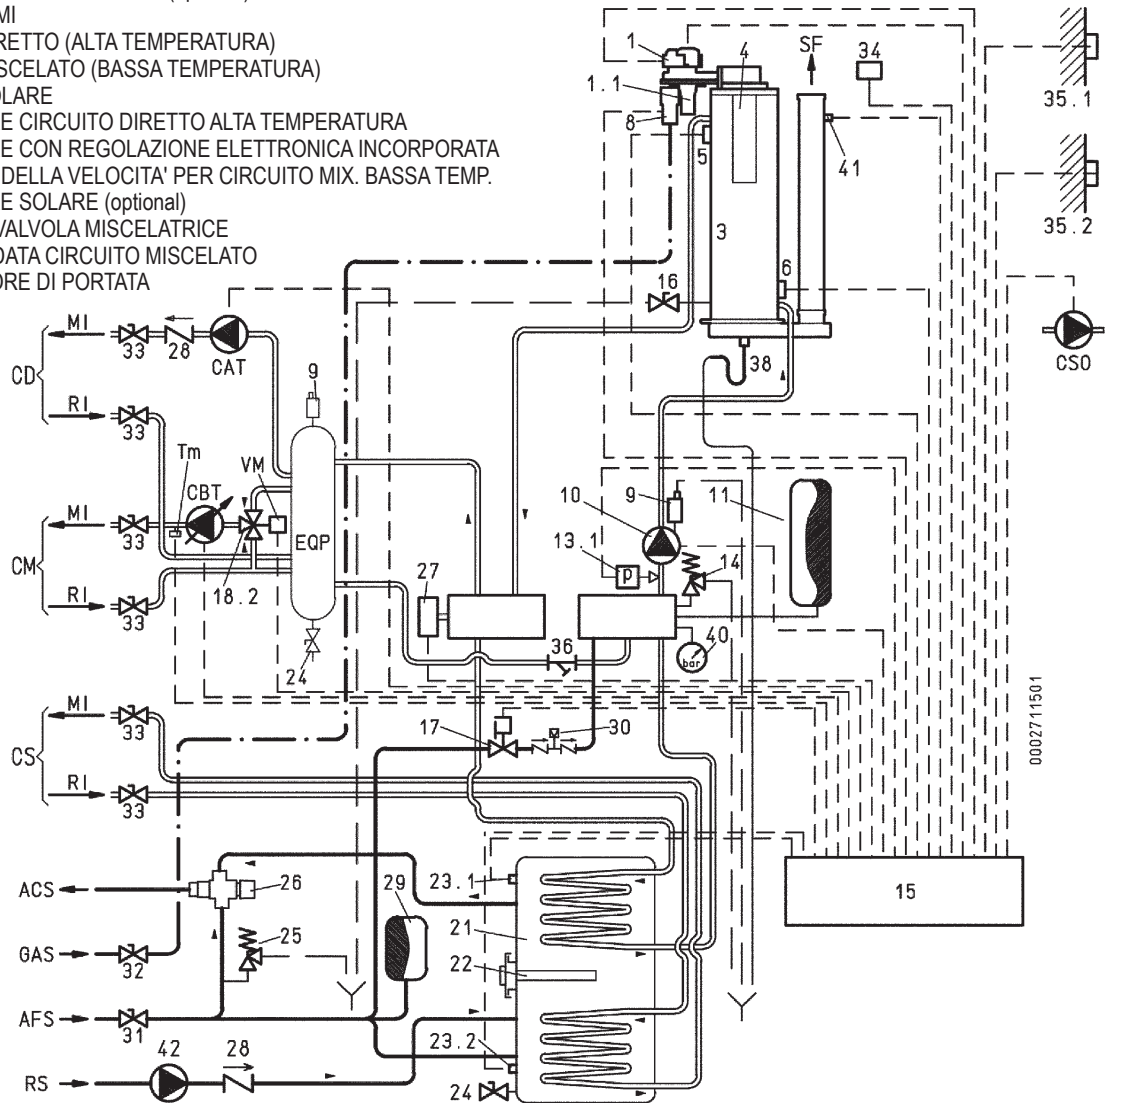 MI
RETTO (ALTA TEMPERATURA)
SCELATO (BASSA TEMPERATURA)
OLARE
E CIRCUITO DIRETTO ALTA TEMPERATURA
E CON REGOLAZIONE ELETTRONICA INCORPORATA
DELLA VELOCITA' PER CIRCUITO MIX. BASSA TEMP.
E SOLARE (optional)
VALVOLA MISCELATRICE
DATA CIRCUITO MISCELATO
ORE DI PORTATA
1
1.1
8
4
SF
34
35.1
5
41
3
35.2
16
6
MI
33
28
CAT
9
38
CSO
CD
RI
33
Tm
VM
CBT
10
9
11
MI
33
EQP
13.1
P
14
CM
18.2
27
RI
33
24
36
40
bar
MI
33
17
30
0002711501
CS
RI
33
15
ACS
26
29
23.1
25
21
GAS
32
22
AFS
31
42
28
23.2
RS
24